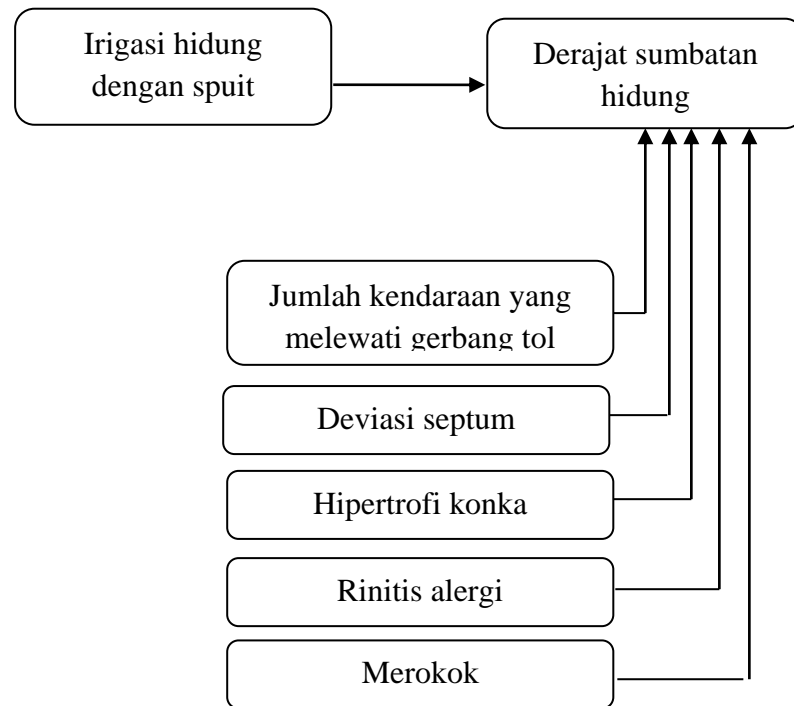 Irigasi hidung
dengan spuit
Derajat sumbatan
hidung
Jumlah kendaraan yang
melewati gerbang tol
Deviasi septum
Hipertrofi konka
Rinitis alergi
Merokok